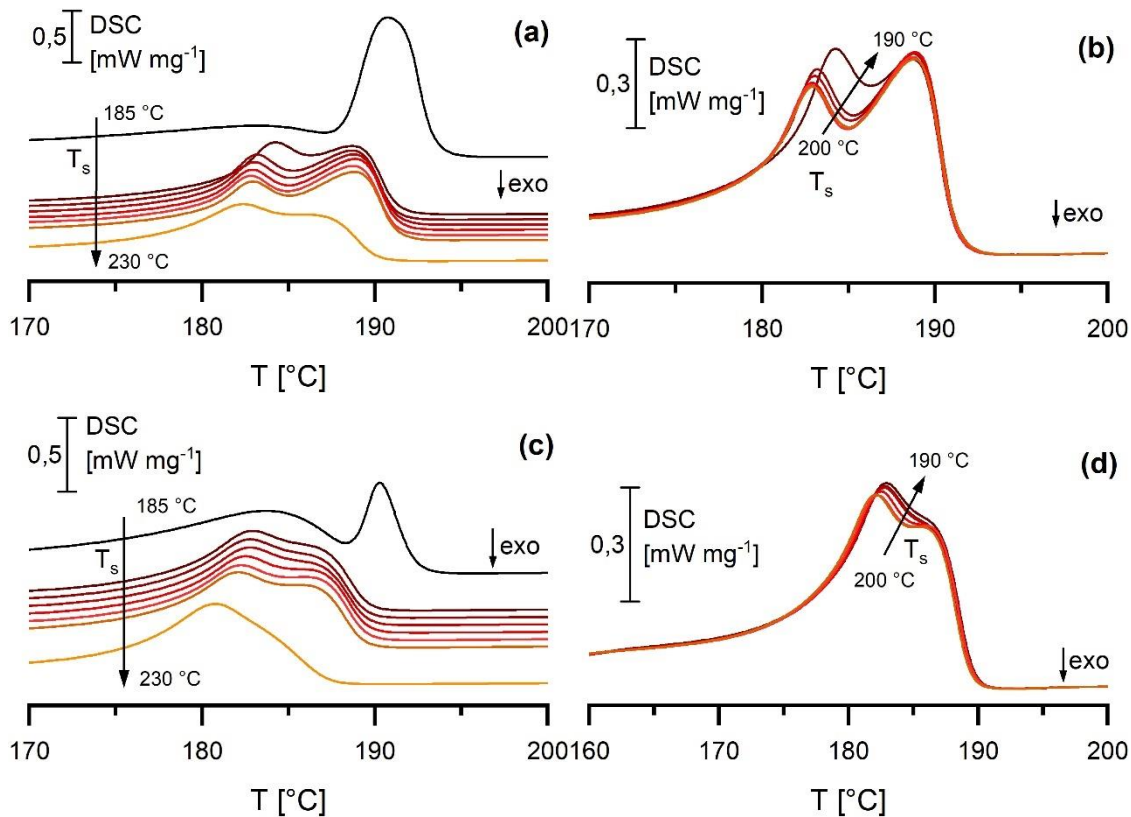 0,5 DSC
[mW mg⁻¹]
(a)
185 °C
Tₛ
exo
230 °C
170 180 190 200
T [°C]
0,3 DSC
[mW mg⁻¹]
190 °C
(b)
200 °C
Tₛ
exo
170 180 190 200
T [°C]
0,5 DSC
[mW mg⁻¹]
(c)
185 °C
Tₛ
exo
230 °C
170 180 190 200
T [°C]
0,3 DSC
[mW mg⁻¹]
190 °C
(d)
Tₛ
200 °C
exo
160 170 180 190 200
T [°C]